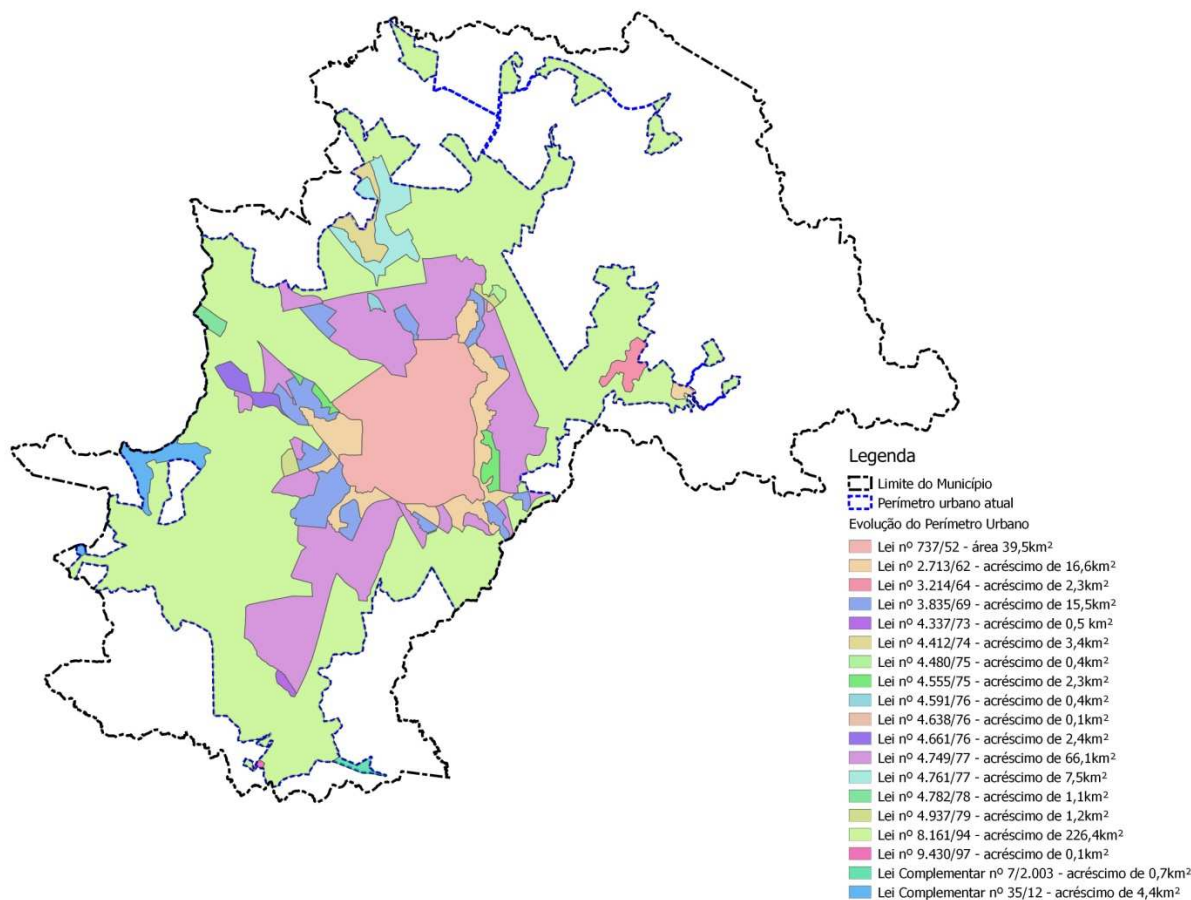 Legenda
Limite do Município
Perímetro urbano atual
Evolução do Perímetro Urbano
Lei nº 737/52 - área 39,5km²
Lei nº 2.713/62 - acréscimo de 16,6km²
Lei nº 3.214/64 - acréscimo de 2,3km²
Lei nº 3.835/69 - acréscimo de 15,5km²
Lei nº 4.337/73 - acréscimo de 0,5 km²
Lei nº 4.412/74 - acréscimo de 3,4km²
Lei nº 4.480/75 - acréscimo de 0,4km²
Lei nº 4.555/75 - acréscimo de 2,3km²
Lei nº 4.591/76 - acréscimo de 0,4km²
Lei nº 4.638/76 - acréscimo de 0,1km²
Lei nº 4.661/76 - acréscimo de 2,4km²
Lei nº 4.749/77 - acréscimo de 66,1km²
Lei nº 4.761/77 - acréscimo de 7,5km²
Lei nº 4.782/78 - acréscimo de 1,1km²
Lei nº 4.937/79 - acréscimo de 1,2km²
Lei nº 8.161/94 - acréscimo de 226,4km²
Lei nº 9.430/97 - acréscimo de 0,1km²
Lei Complementar nº 7/2.003 - acréscimo de 0,7km²
Lei Complementar nº 35/12 - acréscimo de 4,4km²